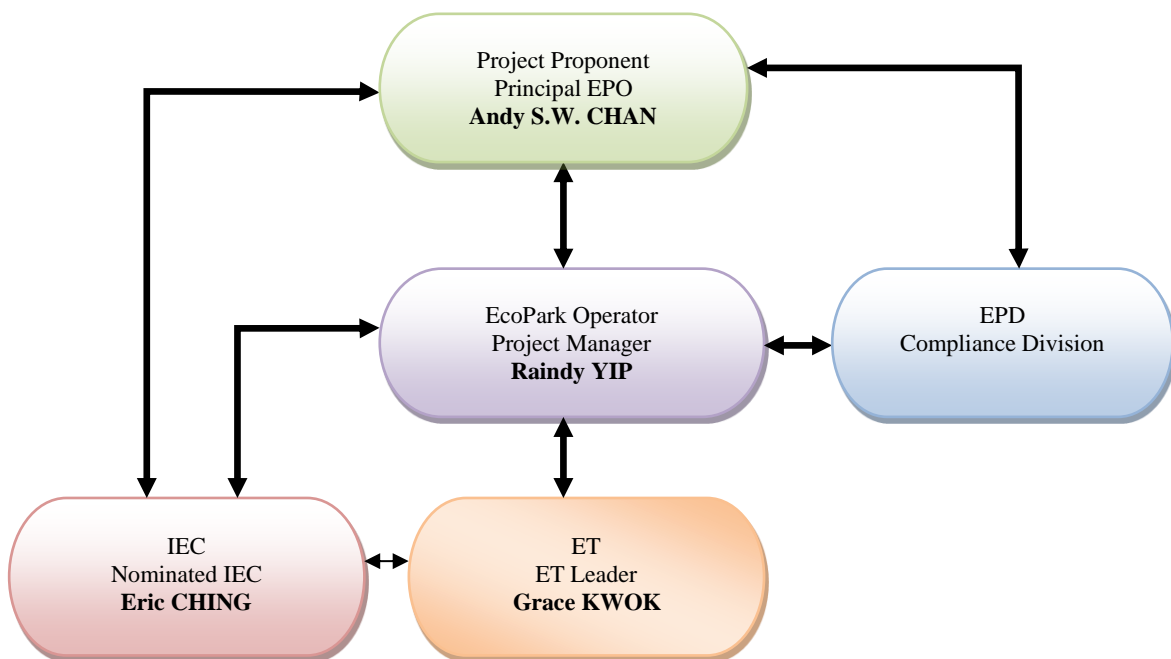 Project Proponent
Principal EPO
Andy S.W. CHAN
EcoPark Operator
Project Manager
Raindy YIP
EPD
Compliance Division
IEC
Nominated IEC
Eric CHING
ET
ET Leader
Grace KWOK